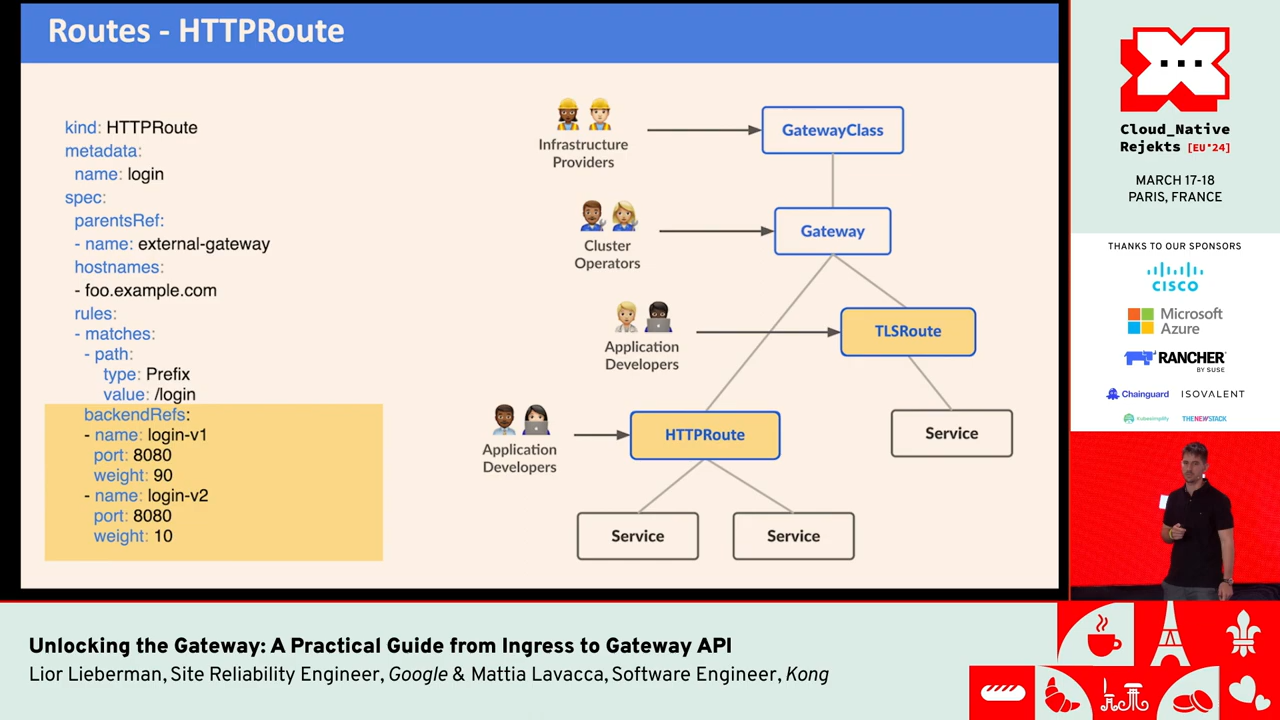 Routes - HTTPRoute
kind: HTTPRoute
metadata:
name: login
spec:
parentsRef:
- name: external-gateway
hostnames:
- foo.example.com
rules:
- matches:
- path:
type: Prefix
value: /login
backendRefs:
- name: login-v1
port: 8080
weight: 90
- name: login-v2
port: 8080
weight: 10
Infrastructure
Providers
GatewayClass
Cluster
Operators
Gateway
Application
Developers
TLSRoute
Application
Developers
HTTPRoute
Service
Service
Service
Cloud_Native
Rejekts [EU'24]
MARCH 17-18
PARIS, FRANCE
THANKS TO OUR SPONSORS
CISCO
Microsoft
Azure
RANCHER
BY SUSE
Chainguard
ISOVALENT
kubesimplify
THENEWSTACK
Unlocking the Gateway: A Practical Guide from Ingress to Gateway API
Lior Lieberman, Site Reliability Engineer, Google & Mattia Lavacca, Software Engineer, Kong